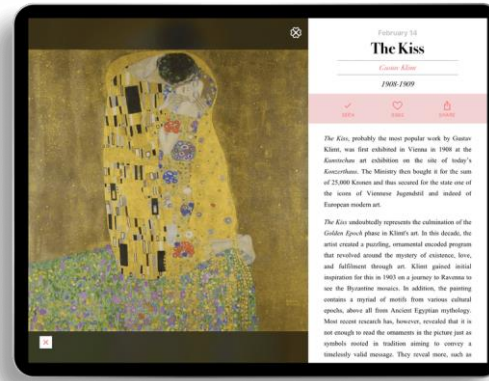 February 14
The Kiss
Gustav Klimt
1908-1909
SEEN
SHARE
The Kiss, probably the most popular work by Gustav
Klimt, was first exhibited in Vienna in 1908 at the
Kunstschau art exhibition on the site of today's
Konzerthaus. The Ministry then bought it for the sum
of 25,000 Kronen and thus secured for the state one of
the icons of Viennese Jugendstil and indeed of
European modern art.
The Kiss undoubtedly represents the culmination of the
Golden Epoch phase in Klimt's art. In this decade, the
artist created a puzzling, ornamental encoded program
that revolved around the mystery of existence, love,
and fulfillment through art. Klimt gained initial
inspiration for this in 1903 on a journey to Ravenna to
see the Byzantine mosaics. In addition, the painting
contains a myriad of motifs from various cultural
epochs, above all from Ancient Egyptian mythology.
Most recent research has, however, revealed that it is
not enough to read the ornaments in the picture just as
symbols rooted in tradition aiming to convey a
timelessly valid message. They reveal more, such as